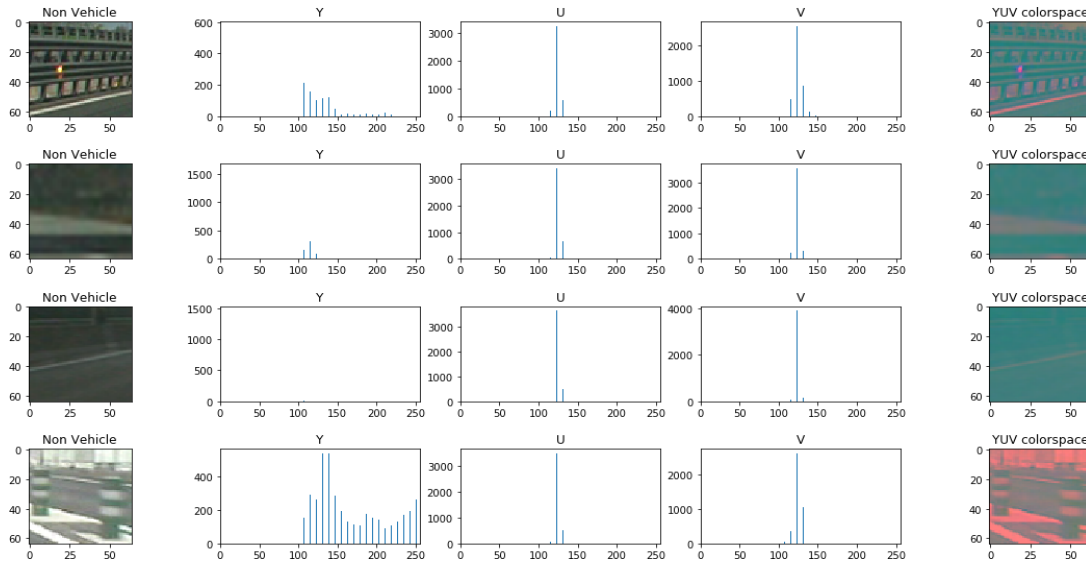 Non Vehicle Y U V YUV colorspace
0 600 3000 0
20 400 2000 20
40 200 1000 40
60 0 0 60
0 25 50 0 50 100 150 200 250 0 50 100 150 200 250 0 50 100 150 200 250 0 25 50
Non Vehicle Y U V YUV colorspace
0 1500 3000 3000 0
20 1000 2000 2000 20
40 500 1000 1000 40
60 0 0 0 60
0 25 50 0 50 100 150 200 250 0 50 100 150 200 250 0 50 100 150 200 250 0 25 50
Non Vehicle Y U V YUV colorspace
0 1500 3000 4000 0
20 1000 2000 2000 20
40 500 1000 40
60 0 0 0 60
0 25 50 0 50 100 150 200 250 0 50 100 150 200 250 0 50 100 150 200 250 0 25 50
Non Vehicle Y U V YUV colorspace
0 400 3000 2000 0
20 200 2000 1000 20
40 1000 40
60 0 0 0 60
0 25 50 0 50 100 150 200 250 0 50 100 150 200 250 0 50 100 150 200 250 0 25 50